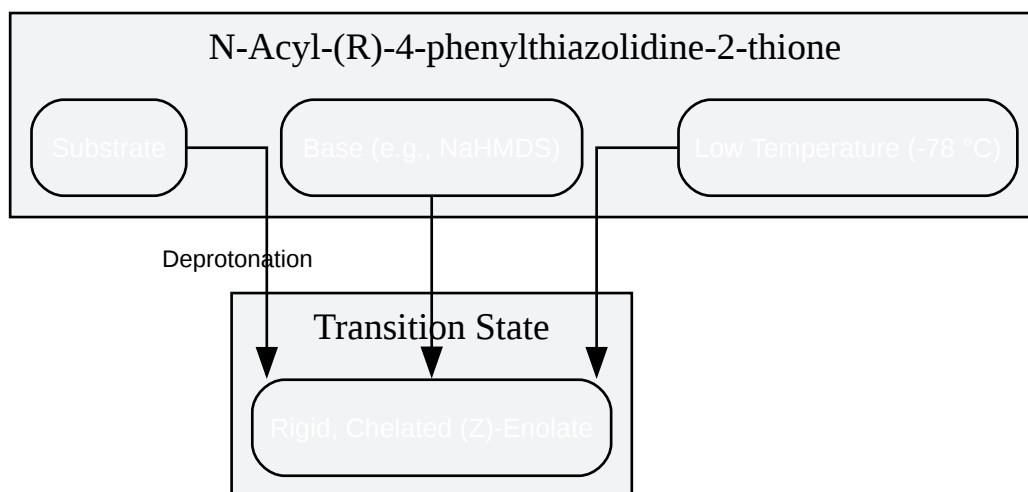 N-Acyl-(R)-4-phenylthiazolidine-2-thione
Substrate
Base (e.g., NaHMDS)
Low Temperature (-78 °C)
Deprotonation
Transition State
Rigid, Chelated (Z)-Enolate